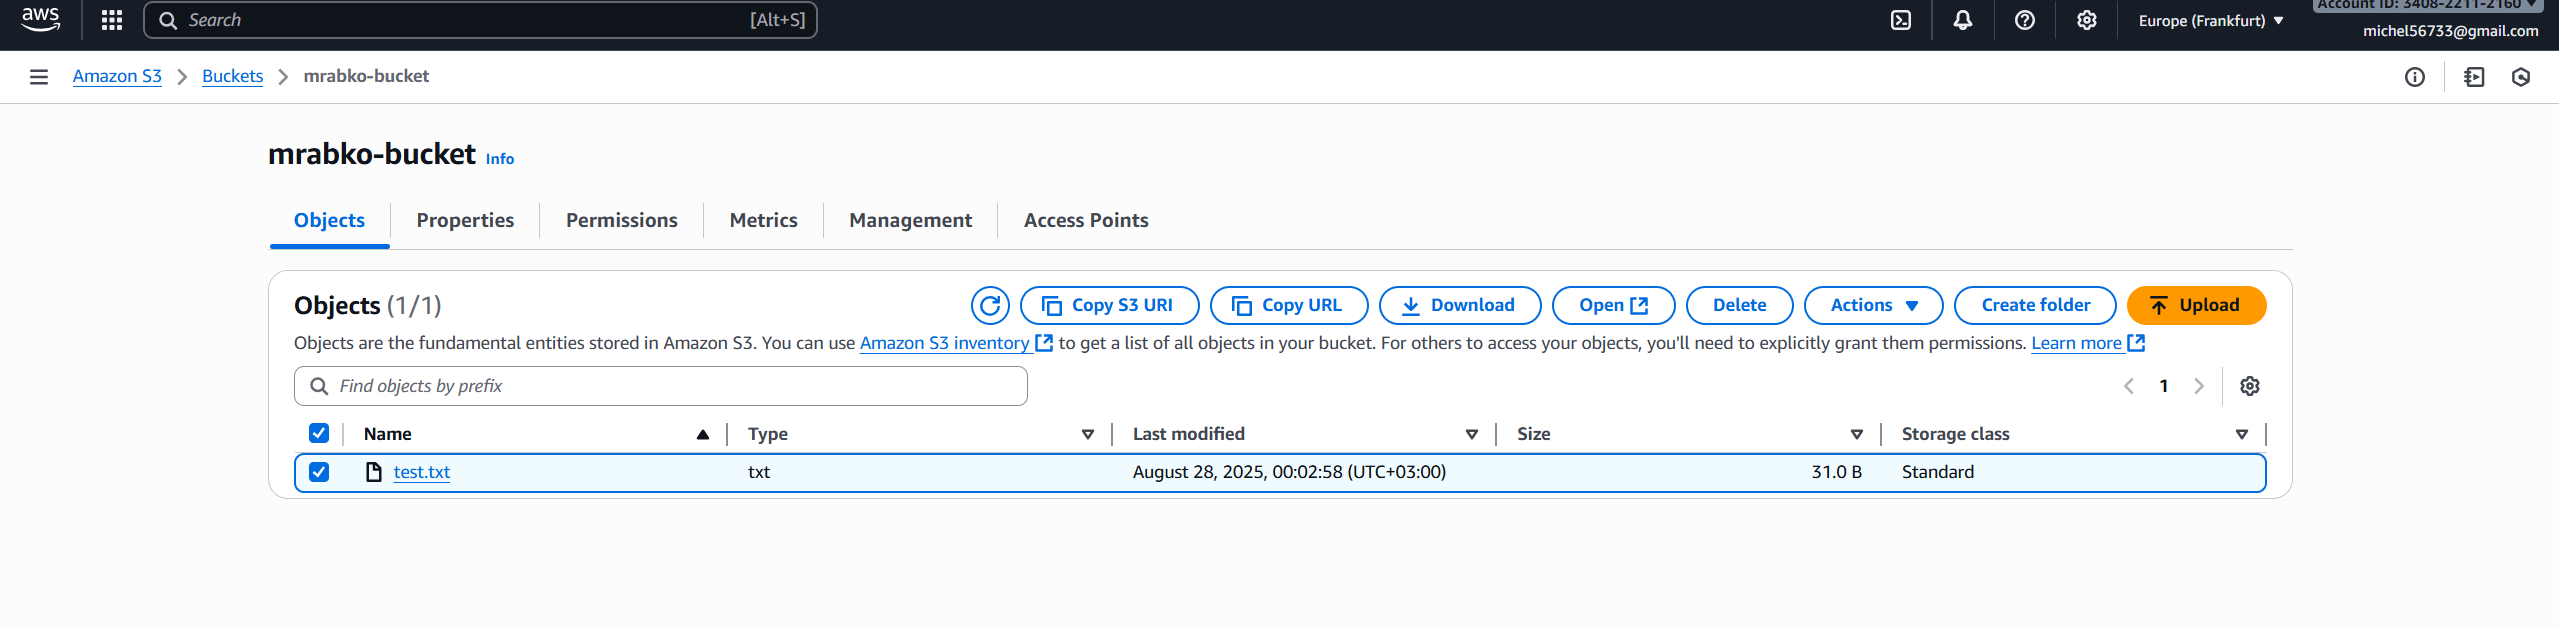 aws Search [Alt+S] Europe (Frankfurt) Account ID: 3408-2211-2160
michel56733@gmail.com
Amazon S3 Buckets mrabko-bucket
mrabko-bucket Info
Objects Properties Permissions Metrics Management Access Points
Objects (1/1) Copy S3 URI Copy URL Download Open Delete Actions Create folder Upload
Objects are the fundamental entities stored in Amazon S3. You can use Amazon S3 inventory to get a list of all objects in your bucket. For others to access your objects, you'll need to explicitly grant them permissions. Learn more
Find objects by prefix 1
Name Type Last modified Size Storage class
test.txt txt August 28, 2025, 00:02:58 (UTC+03:00) 31.0 B Standard